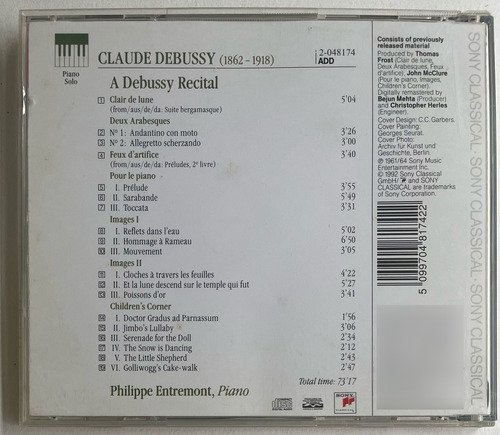 Piano
Solo
CLAUDE DEBUSSY (1862–1918)
2-048174
ADD
A Debussy Recital
1 Clair de lune 5'04
(from/aus/de/da: Suite bergamasque)
Deux Arabesques
2 Nº 1: Andantino con moto 3'26
3 Nº 2: Allegretto scherzando 3'00
4 Feux d'artifice 3'40
(from/aus/de/da: Préludes, 2e livre)
Pour le piano
5 I. Prélude 3'55
6 II. Sarabande 5'49
7 III. Toccata 3'31
Images I
8 I. Reflets dans l'eau 5'02
9 II. Hommage à Rameau 6'50
10 III. Mouvement 3'05
Images II
11 I. Cloches à travers les feuilles 4'22
12 II. Et la lune descend sur le temple qui fut 5'27
13 III. Poissons d'or 3'41
Children's Corner
14 I. Doctor Gradus ad Parnassum 1'56
15 II. Jimbo's Lullaby 3'06
16 III. Serenade for the Doll 2'34
17 IV. The Snow is Dancing 2'12
18 V. The Little Shepherd 2'43
19 VI. Golliwogg's Cake-walk 2'47
Total time: 73'17
Philippe Entremont, Piano
SONY
CLASSICAL
Consists of previously
released material
Produced by Thomas
Frost (Clair de lune,
Deux Arabesques, Feux
d'artifice), John McClure
(Pour le piano, Images,
Children's Corner)
Digitally remastered by
Bejun Mehta (Producer)
and Christopher Herles
(Engineer)
Cover Design: C.C. Garbers.
Cover Painting:
Georges Seurat.
Cover Photo:
Archiv für Kunst und
Geschichte, Berlin.
℗ 1961/64 Sony Music
Entertainment Inc.
© 1992 Sony Classical
GmbH/ and SONY
CLASSICAL are trademarks
of Sony Corporation.
5 099704 817422
SONY CLASSICAL · SONY CLASSICAL · SONY CLASSICAL